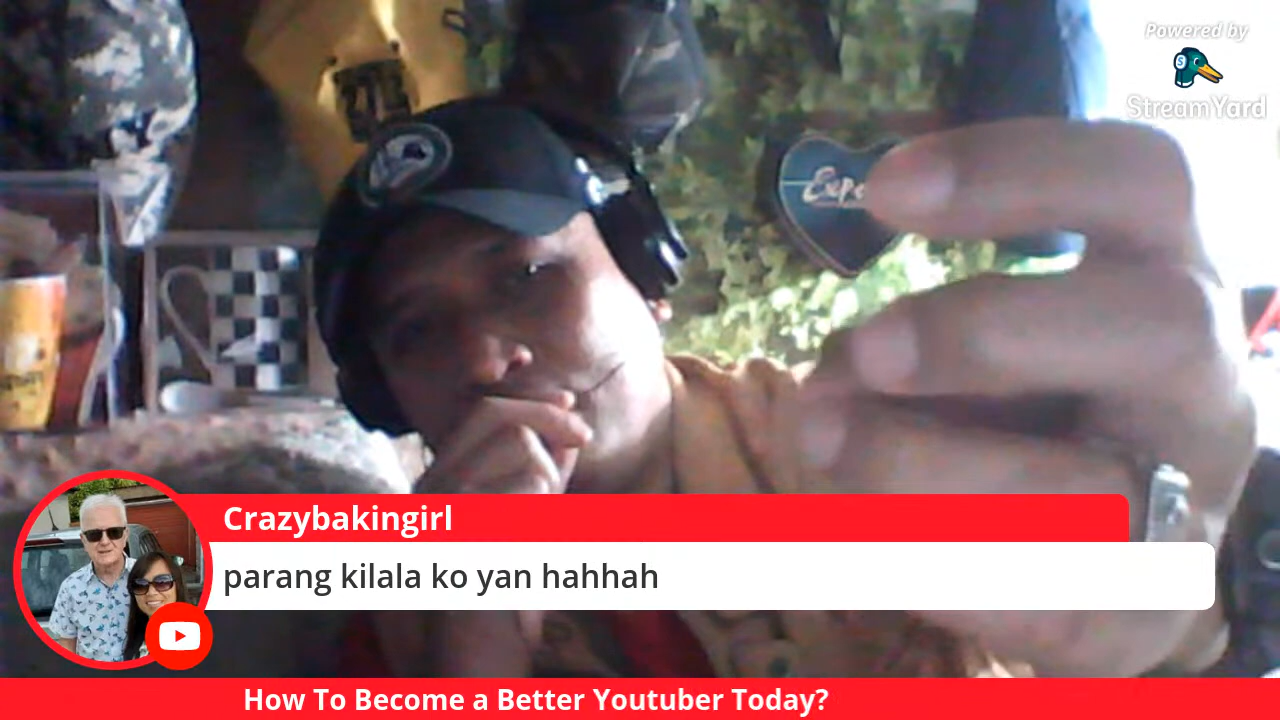 Powered by
StreamYard
Crazybakingirl
parang kilala ko yan hahhah
How To Become a Better Youtuber Today?